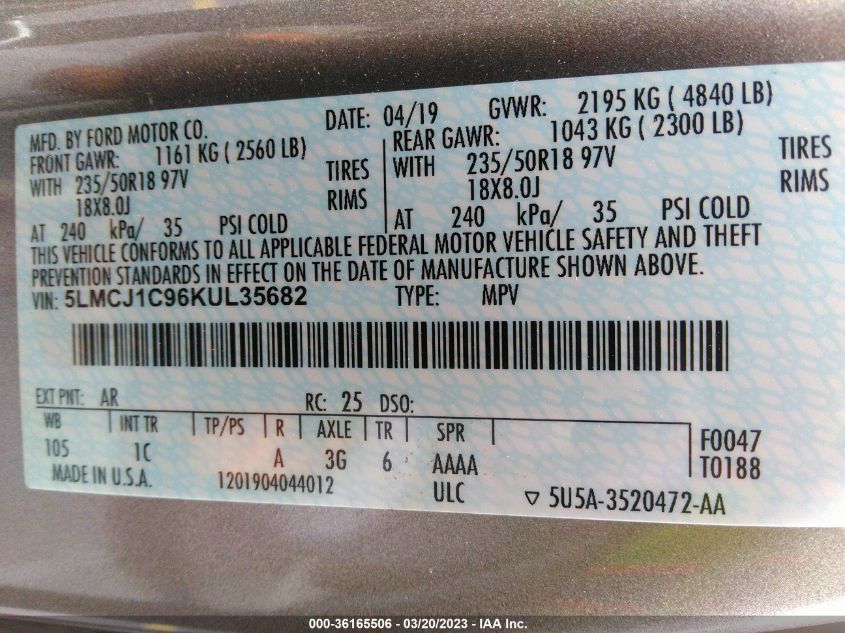 MFD. BY FORD MOTOR CO. DATE: 04/19 GVWR: 2195 KG ( 4840 LB)
FRONT GAWR: 1161 KG ( 2560 LB) REAR GAWR: 1043 KG ( 2300 LB)
WITH 235/50R18 97V TIRES WITH 235/50R18 97V TIRES
18X8.0J RIMS 18X8.0J RIMS
AT 240 kPa/ 35 PSI COLD AT 240 kPa/ 35 PSI COLD
THIS VEHICLE CONFORMS TO ALL APPLICABLE FEDERAL MOTOR VEHICLE SAFETY AND THEFT
PREVENTION STANDARDS IN EFFECT ON THE DATE OF MANUFACTURE SHOWN ABOVE.
VIN: 5LMCJ1C96KUL35682 TYPE: MPV
EXT PNT: AR RC: 25 DSO:
WB INT TR TP/PS R AXLE TR SPR
105 1C A 3G 6 AAAA
F0047
T0188
MADE IN U.S.A. 1201904044012 ULC ▽ 5U5A-3520472-AA
000-36165506 — 03/20/2023 — IAA Inc.